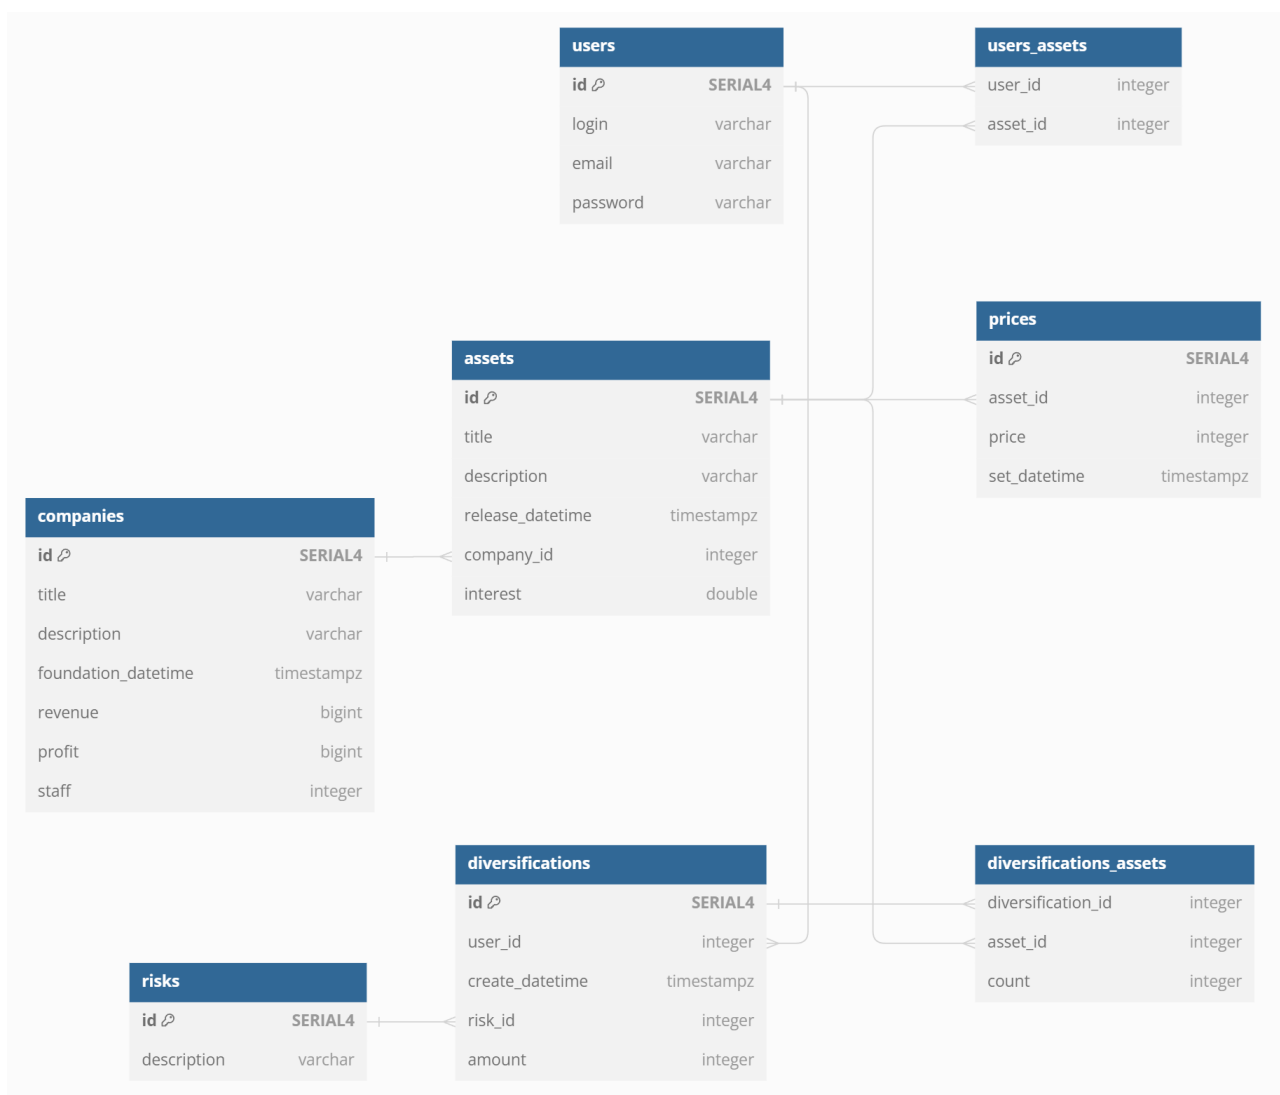 users
id SERIAL4
login varchar
email varchar
password varchar
users_assets
user_id integer
asset_id integer
prices
id SERIAL4
asset_id integer
price integer
set_datetime timestampz
assets
id SERIAL4
title varchar
description varchar
release_datetime timestampz
company_id integer
interest double
companies
id SERIAL4
title varchar
description varchar
foundation_datetime timestampz
revenue bigint
profit bigint
staff integer
diversifications
id SERIAL4
user_id integer
create_datetime timestampz
risk_id integer
amount integer
diversifications_assets
diversification_id integer
asset_id integer
count integer
risks
id SERIAL4
description varchar